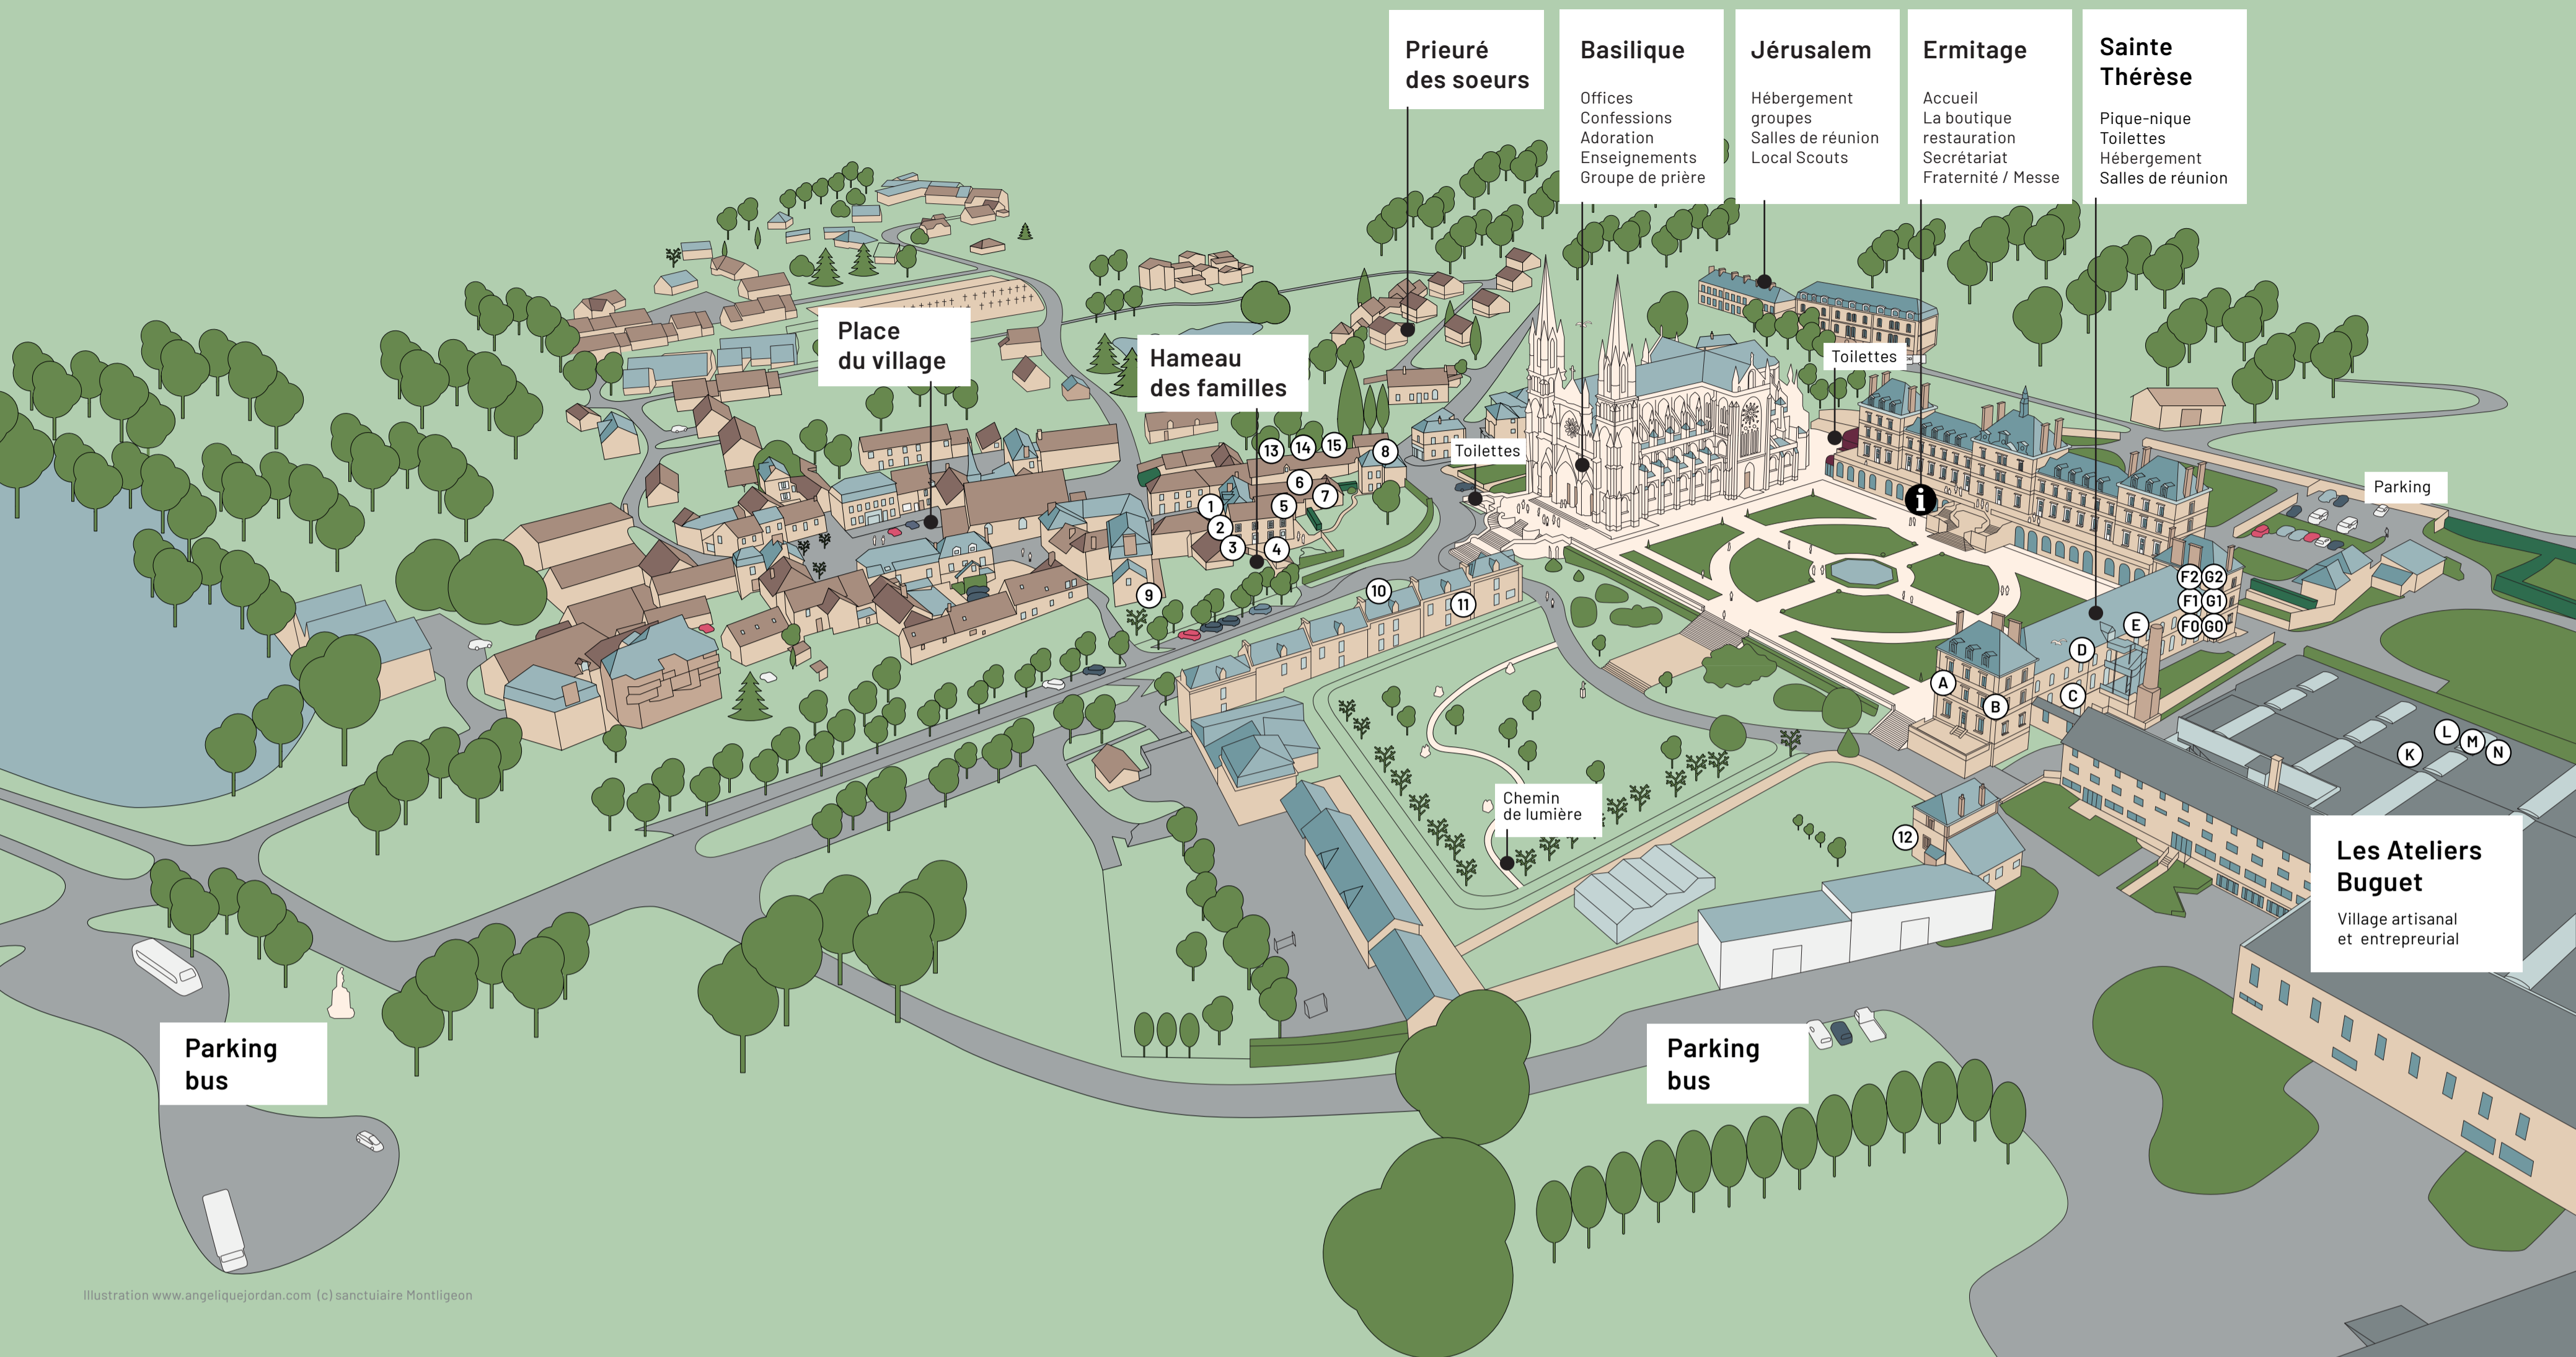 Prieuré
des soeurs
Basilique
Offices
Confessions
Adoration
Enseignements
Groupe de prière
Jérusalem
Hébergement
groupes
Salles de réunion
Local Scouts
Ermitage
Accueil
La boutique
restauration
Secrétariat
Fraternité / Messe
Sainte
Thérèse
Pique-nique
Toilettes
Hébergement
Salles de réunion
Place
du village
Hameau
des familles
Toilettes
Toilettes
Parking
13
14
15
8
6
7
1
5
2
3
4
9
10
11
i
F2
G2
F1
G1
F0
G0
E
D
A
C
B
L
M
K
N
12
Chemin
de lumière
Les Ateliers
Buguet
Village artisanal
et entrepreurial
Parking
bus
Parking
bus
Illustration www.angeliquejordan.com (c) sanctuiaire Montligeon